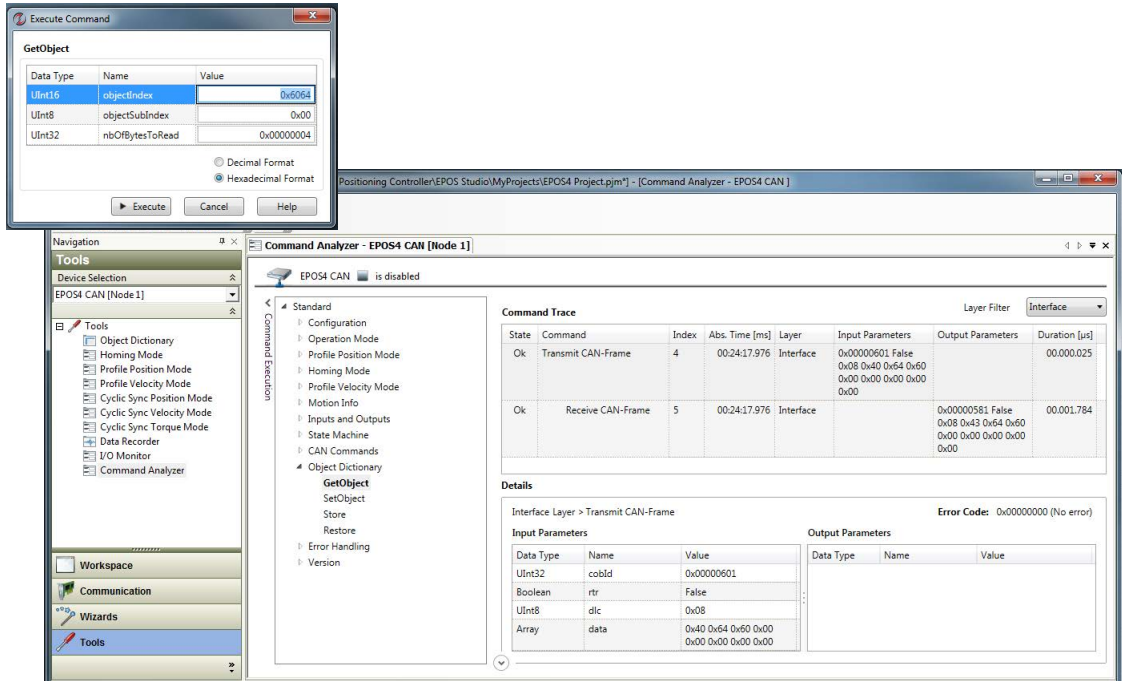 Execute Command
x
GetObject
Data Type Name Value
UInt16 objectIndex 0x6064
UInt8 objectSubIndex 0x00
UInt32 nbOfBytesToRead 0x00000004
Decimal Format
Hexadecimal Format
Execute Cancel Help
Positioning Controller\EPOS Studio\MyProjects\EPOS4 Project.pjm*] - [Command Analyzer - EPOS4 CAN ]
Navigation
Tools
Device Selection
EPOS4 CAN [Node 1]
Tools
Object Dictionary
Homing Mode
Profile Position Mode
Profile Velocity Mode
Cyclic Sync Position Mode
Cyclic Sync Velocity Mode
Cyclic Sync Torque Mode
Data Recorder
I/O Monitor
Command Analyzer
Workspace
Communication
Wizards
Tools
Command Analyzer - EPOS4 CAN [Node 1]
EPOS4 CAN is disabled
Command Execution
Standard
Configuration
Operation Mode
Profile Position Mode
Homing Mode
Profile Velocity Mode
Motion Info
Inputs and Outputs
State Machine
CAN Commands
Object Dictionary
GetObject
SetObject
Store
Restore
Error Handling
Version
Command Trace
Layer Filter Interface
State Command Index Abs. Time [ms] Layer Input Parameters Output Parameters Duration [µs]
Ok Transmit CAN-Frame 4 00:24:17.976 Interface 0x00000601 False 00.000.025
0x08 0x40 0x64 0x60
0x00 0x00 0x00 0x00
0x00
Ok Receive CAN-Frame 5 00:24:17.976 Interface 0x00000581 False 00.001.784
0x08 0x43 0x64 0x60
0x00 0x00 0x00 0x00
0x00
Details
Interface Layer > Transmit CAN-Frame
Error Code: 0x00000000 (No error)
Input Parameters
Data Type Name Value
UInt32 cobId 0x00000601
Boolean rtr False
UInt8 dlc 0x08
Array data 0x40 0x64 0x60 0x00
0x00 0x00 0x00 0x00
Output Parameters
Data Type Name Value